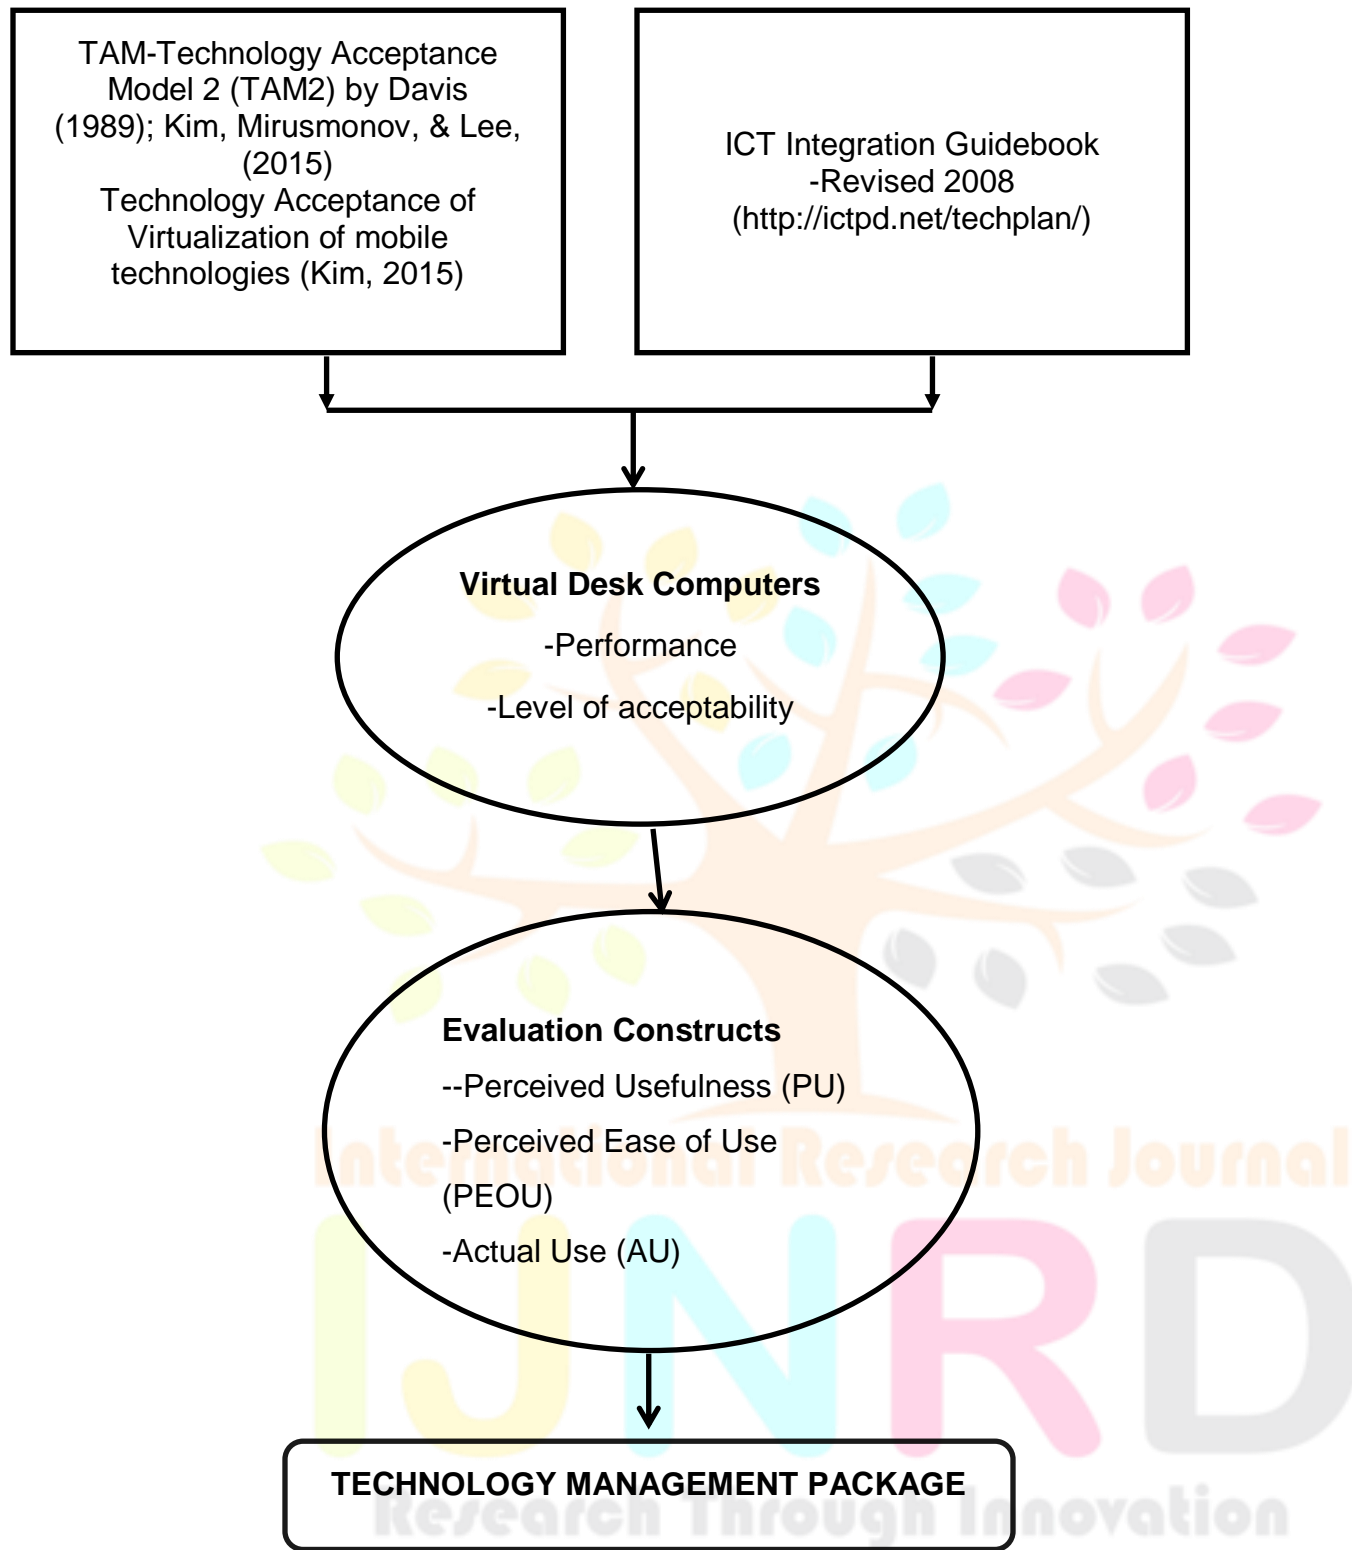 TAM-Technology Acceptance
Model 2 (TAM2) by Davis
(1989); Kim, Mirusmonov, & Lee,
(2015)
Technology Acceptance of
Virtualization of mobile
technologies (Kim, 2015)
ICT Integration Guidebook
-Revised 2008
(http://ictpd.net/techplan/)
Virtual Desk Computers
-Performance
-Level of acceptability
Evaluation Constructs
--Perceived Usefulness (PU)
-Perceived Ease of Use
(PEOU)
-Actual Use (AU)
International Research Journal
IJNRD
TECHNOLOGY MANAGEMENT PACKAGE
Research Through Innovation